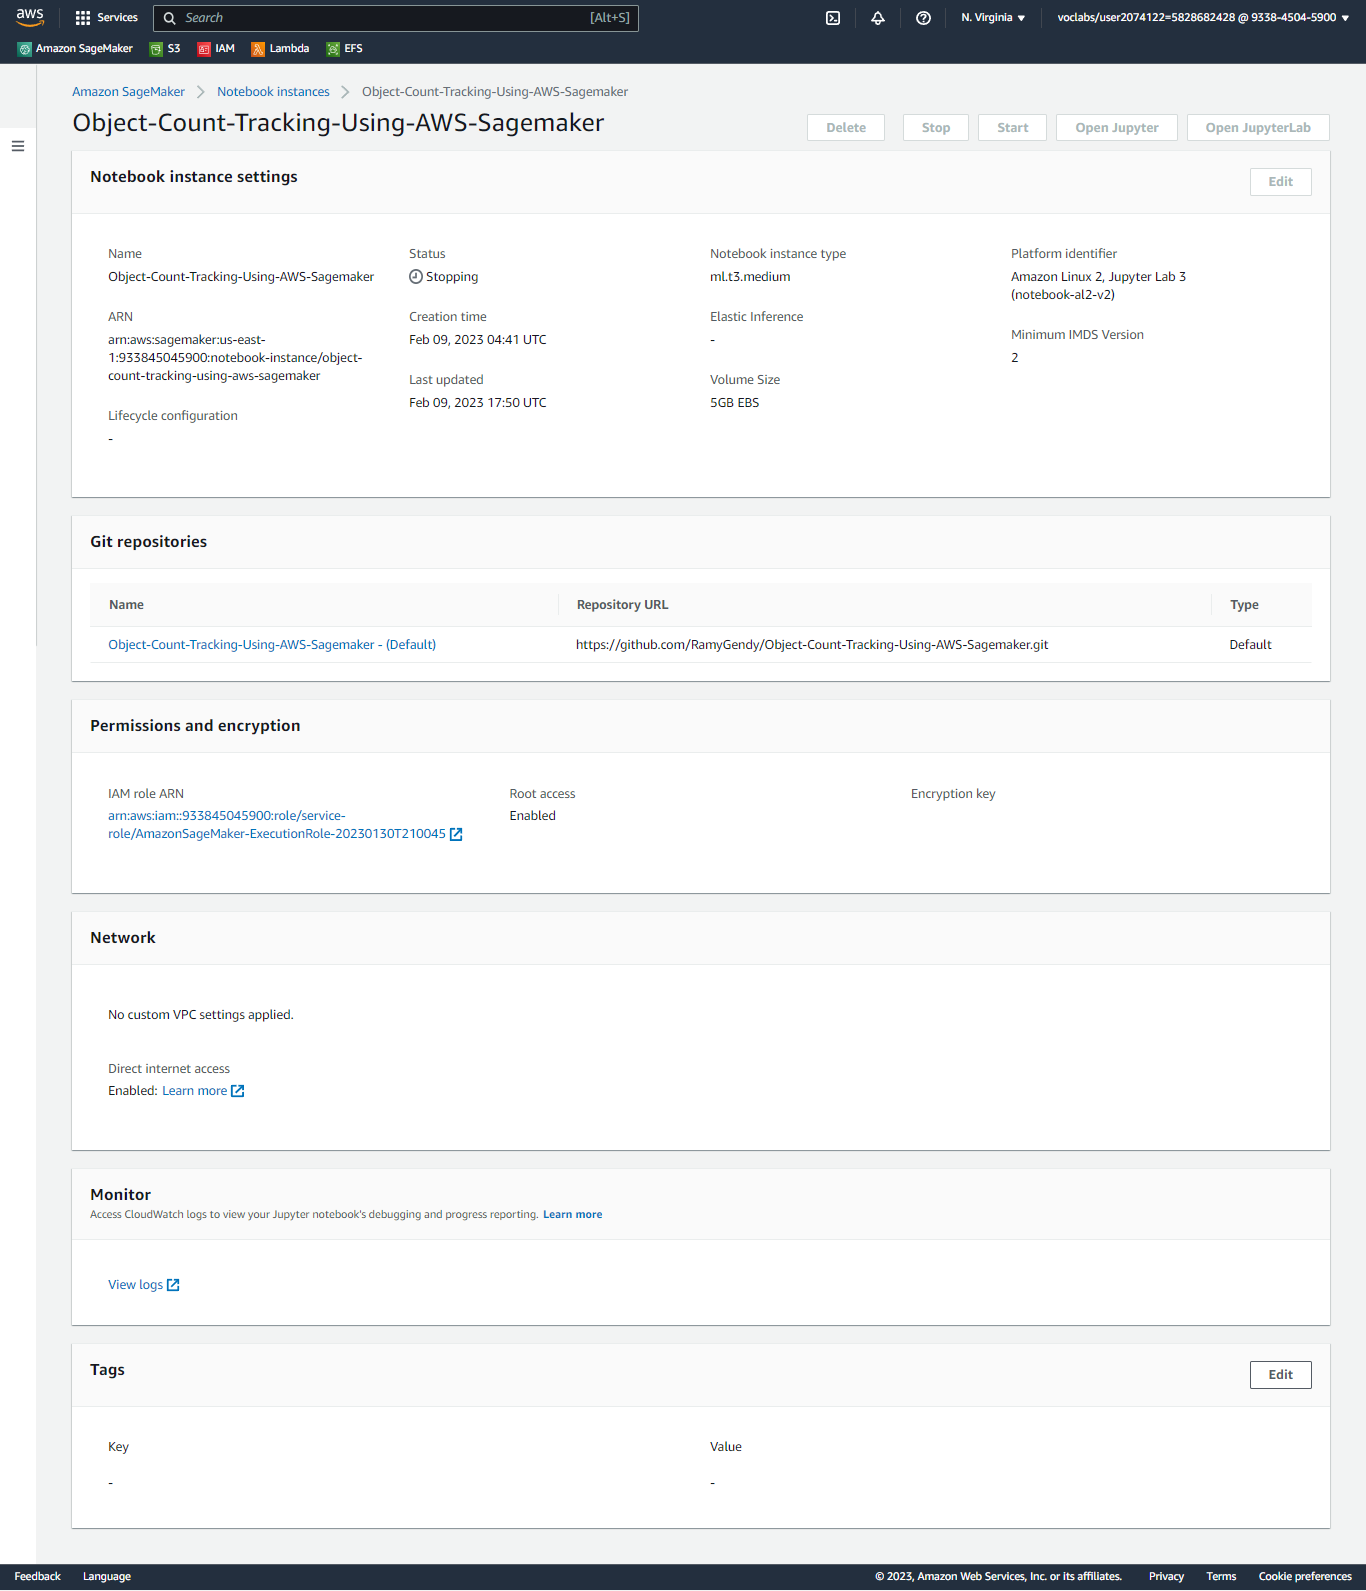 aws
Services
Search
[Alt+S]
N. Virginia
voclabs/user2074122=5828682428 @ 9338-4504-5900
Amazon SageMaker
S3
IAM
Lambda
EFS
Amazon SageMaker
Notebook instances
Object-Count-Tracking-Using-AWS-Sagemaker
Object-Count-Tracking-Using-AWS-Sagemaker
Delete
Stop
Start
Open Jupyter
Open JupyterLab
Notebook instance settings
Edit
Name
Object-Count-Tracking-Using-AWS-Sagemaker
ARN
arn:aws:sagemaker:us-east-
1:933845045900:notebook-instance/object-
count-tracking-using-aws-sagemaker
Lifecycle configuration
-
Status
Stopping
Creation time
Feb 09, 2023 04:41 UTC
Last updated
Feb 09, 2023 17:50 UTC
Notebook instance type
ml.t3.medium
Elastic Inference
-
Volume Size
5GB EBS
Platform identifier
Amazon Linux 2, Jupyter Lab 3
(notebook-al2-v2)
Minimum IMDS Version
2
Git repositories
Name
Repository URL
Type
Object-Count-Tracking-Using-AWS-Sagemaker - (Default)
https://github.com/RamyGendy/Object-Count-Tracking-Using-AWS-Sagemaker.git
Default
Permissions and encryption
IAM role ARN
arn:aws:iam::933845045900:role/service-
role/AmazonSageMaker-ExecutionRole-20230130T210045
Root access
Enabled
Encryption key
Network
No custom VPC settings applied.
Direct internet access
Enabled: Learn more
Monitor
Access CloudWatch logs to view your Jupyter notebook's debugging and progress reporting. Learn more
View logs
Tags
Edit
Key
Value
-
-
Feedback
Language
© 2023, Amazon Web Services, Inc. or its affiliates.
Privacy
Terms
Cookie preferences